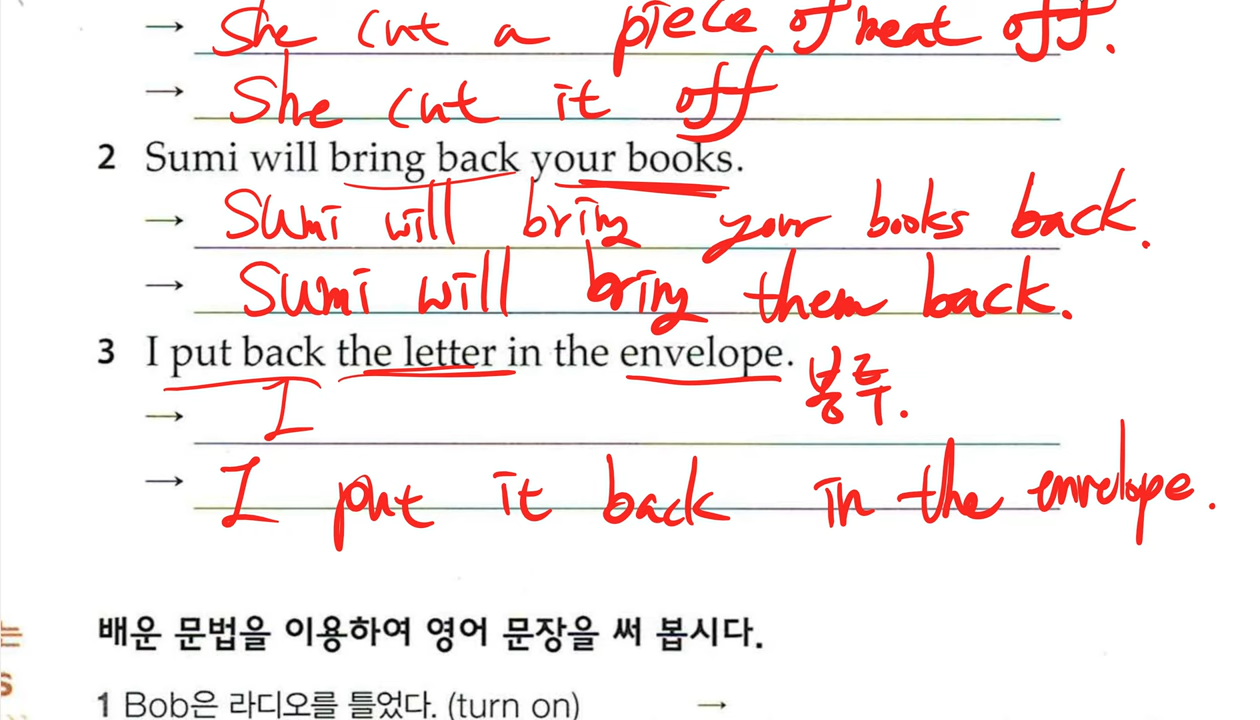 → She cut a piece of meat off.
→ She cut it off
2 Sumi will bring back your books.
→ Sumi will bring your books back.
→ Sumi will bring them back.
3 I put back the letter in the envelope.
봉투.
→ I
→ I put it back in the envelope.
배운 문법을 이용하여 영어 문장을 써 봅시다.
는
s
1 Bob은 라디오를 틀었다. (turn on) →